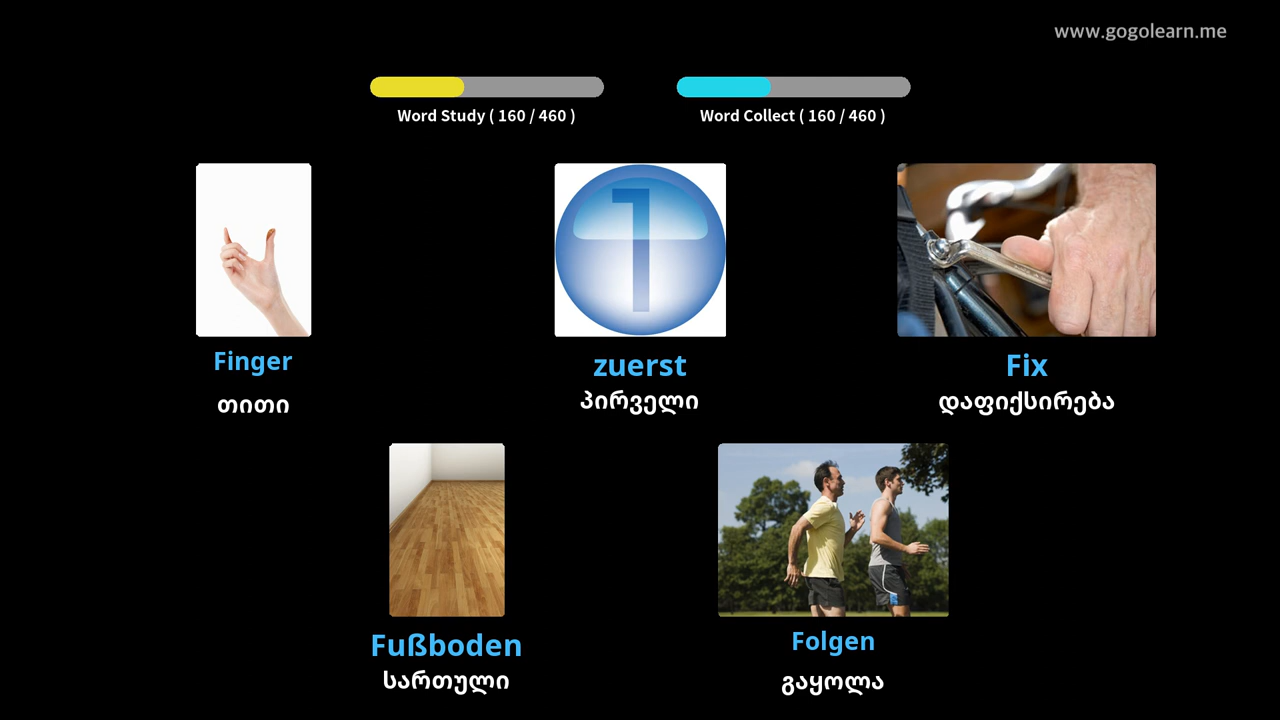 www.gogolearn.me
Word Study ( 160 / 460 )
Word Collect ( 160 / 460 )
1
Finger
zuerst
Fix
თითი
პირველი
დაფიქსირება
Fußboden
Folgen
სართული
გაყოლა